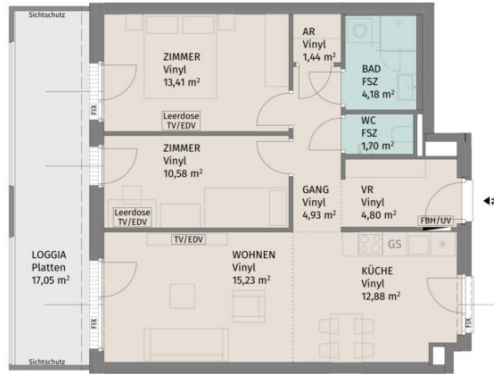 Sichtschutz
FIX
ZIMMER
Vinyl
13,41 m²
Leerdose
TV/EDV
AR
Vinyl
1,44 m²
BAD
FSZ
4,18 m²
WC
FSZ
1,70 m²
ZIMMER
Vinyl
10,58 m²
Leerdose
TV/EDV
GANG
Vinyl
4,93 m²
VR
Vinyl
4,80 m²
FBH/UV
LOGGIA
Platten
17,05 m²
TV/EDV
WOHNEN
Vinyl
15,23 m²
GS
KÜCHE
Vinyl
12,88 m²
FIX
FIX
Sichtschutz